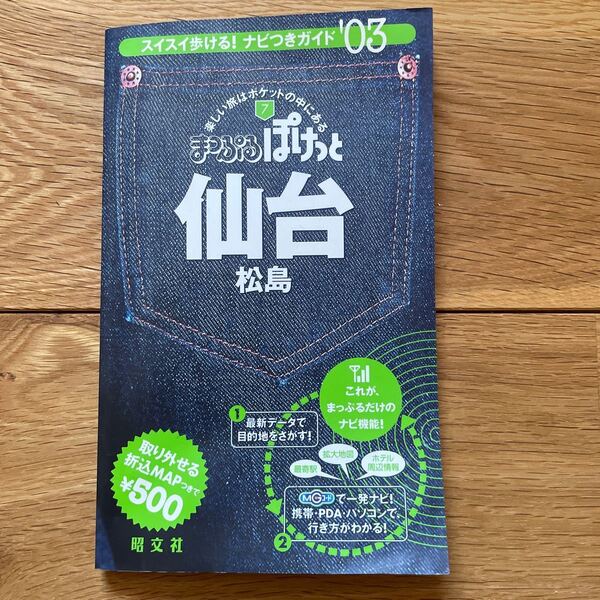 スイスイ歩ける!ナビつきガイド'03
楽しい旅はポケットの中にある
7
まっぷるぽけっと
仙台
松島
これが、
まっぷるだけの
ナビ機能!
1 最新データで
目的地をさがす!
拡大地図
最寄駅
ホテル
周辺情報
取り外せる
折込MAPつきで
¥500
MGコードで一発ナビ!
携帯・PDA・パソコンで、
行き方がわかる!
2
昭文社